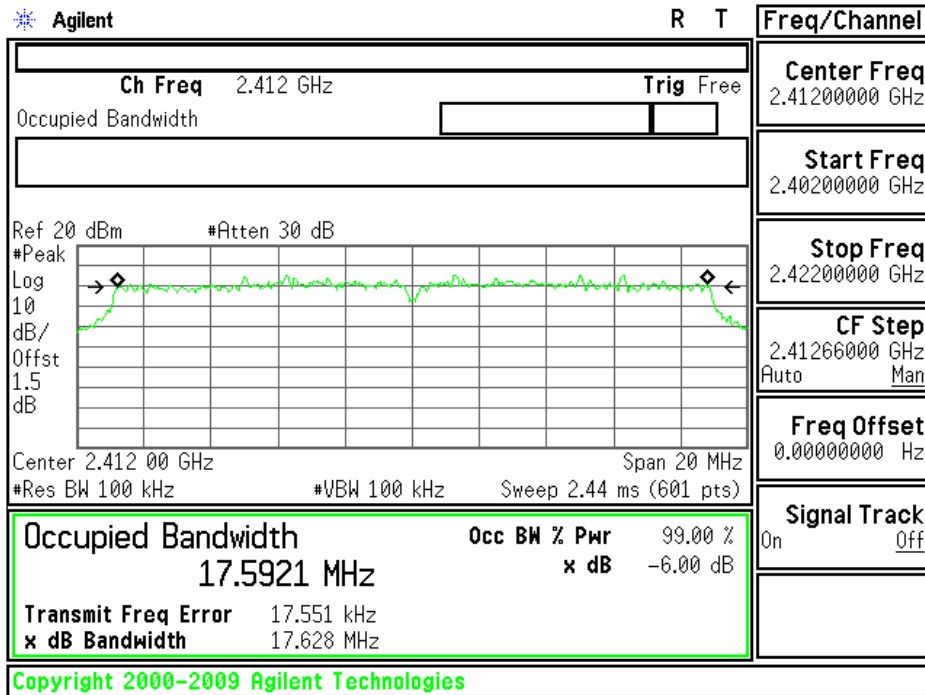 Agilent
R T
Freq/Channel
Ch Freq 2.412 GHz
Trig Free
Occupied Bandwidth
Center Freq
2.41200000 GHz
Start Freq
2.40200000 GHz
Stop Freq
2.42200000 GHz
CF Step
2.41266000 GHz
Auto Man
Freq Offset
0.00000000 Hz
Signal Track
On Off
Ref 20 dBm
#Atten 30 dB
#Peak
Log
10
dB/
Offst
1.5
dB
Center 2.412 00 GHz
Span 20 MHz
#Res BW 100 kHz
#VBW 100 kHz
Sweep 2.44 ms (601 pts)
Occupied Bandwidth
17.5921 MHz
Occ BW % Pwr 99.00 %
x dB -6.00 dB
Transmit Freq Error 17.551 kHz
x dB Bandwidth 17.628 MHz
Copyright 2000-2009 Agilent Technologies